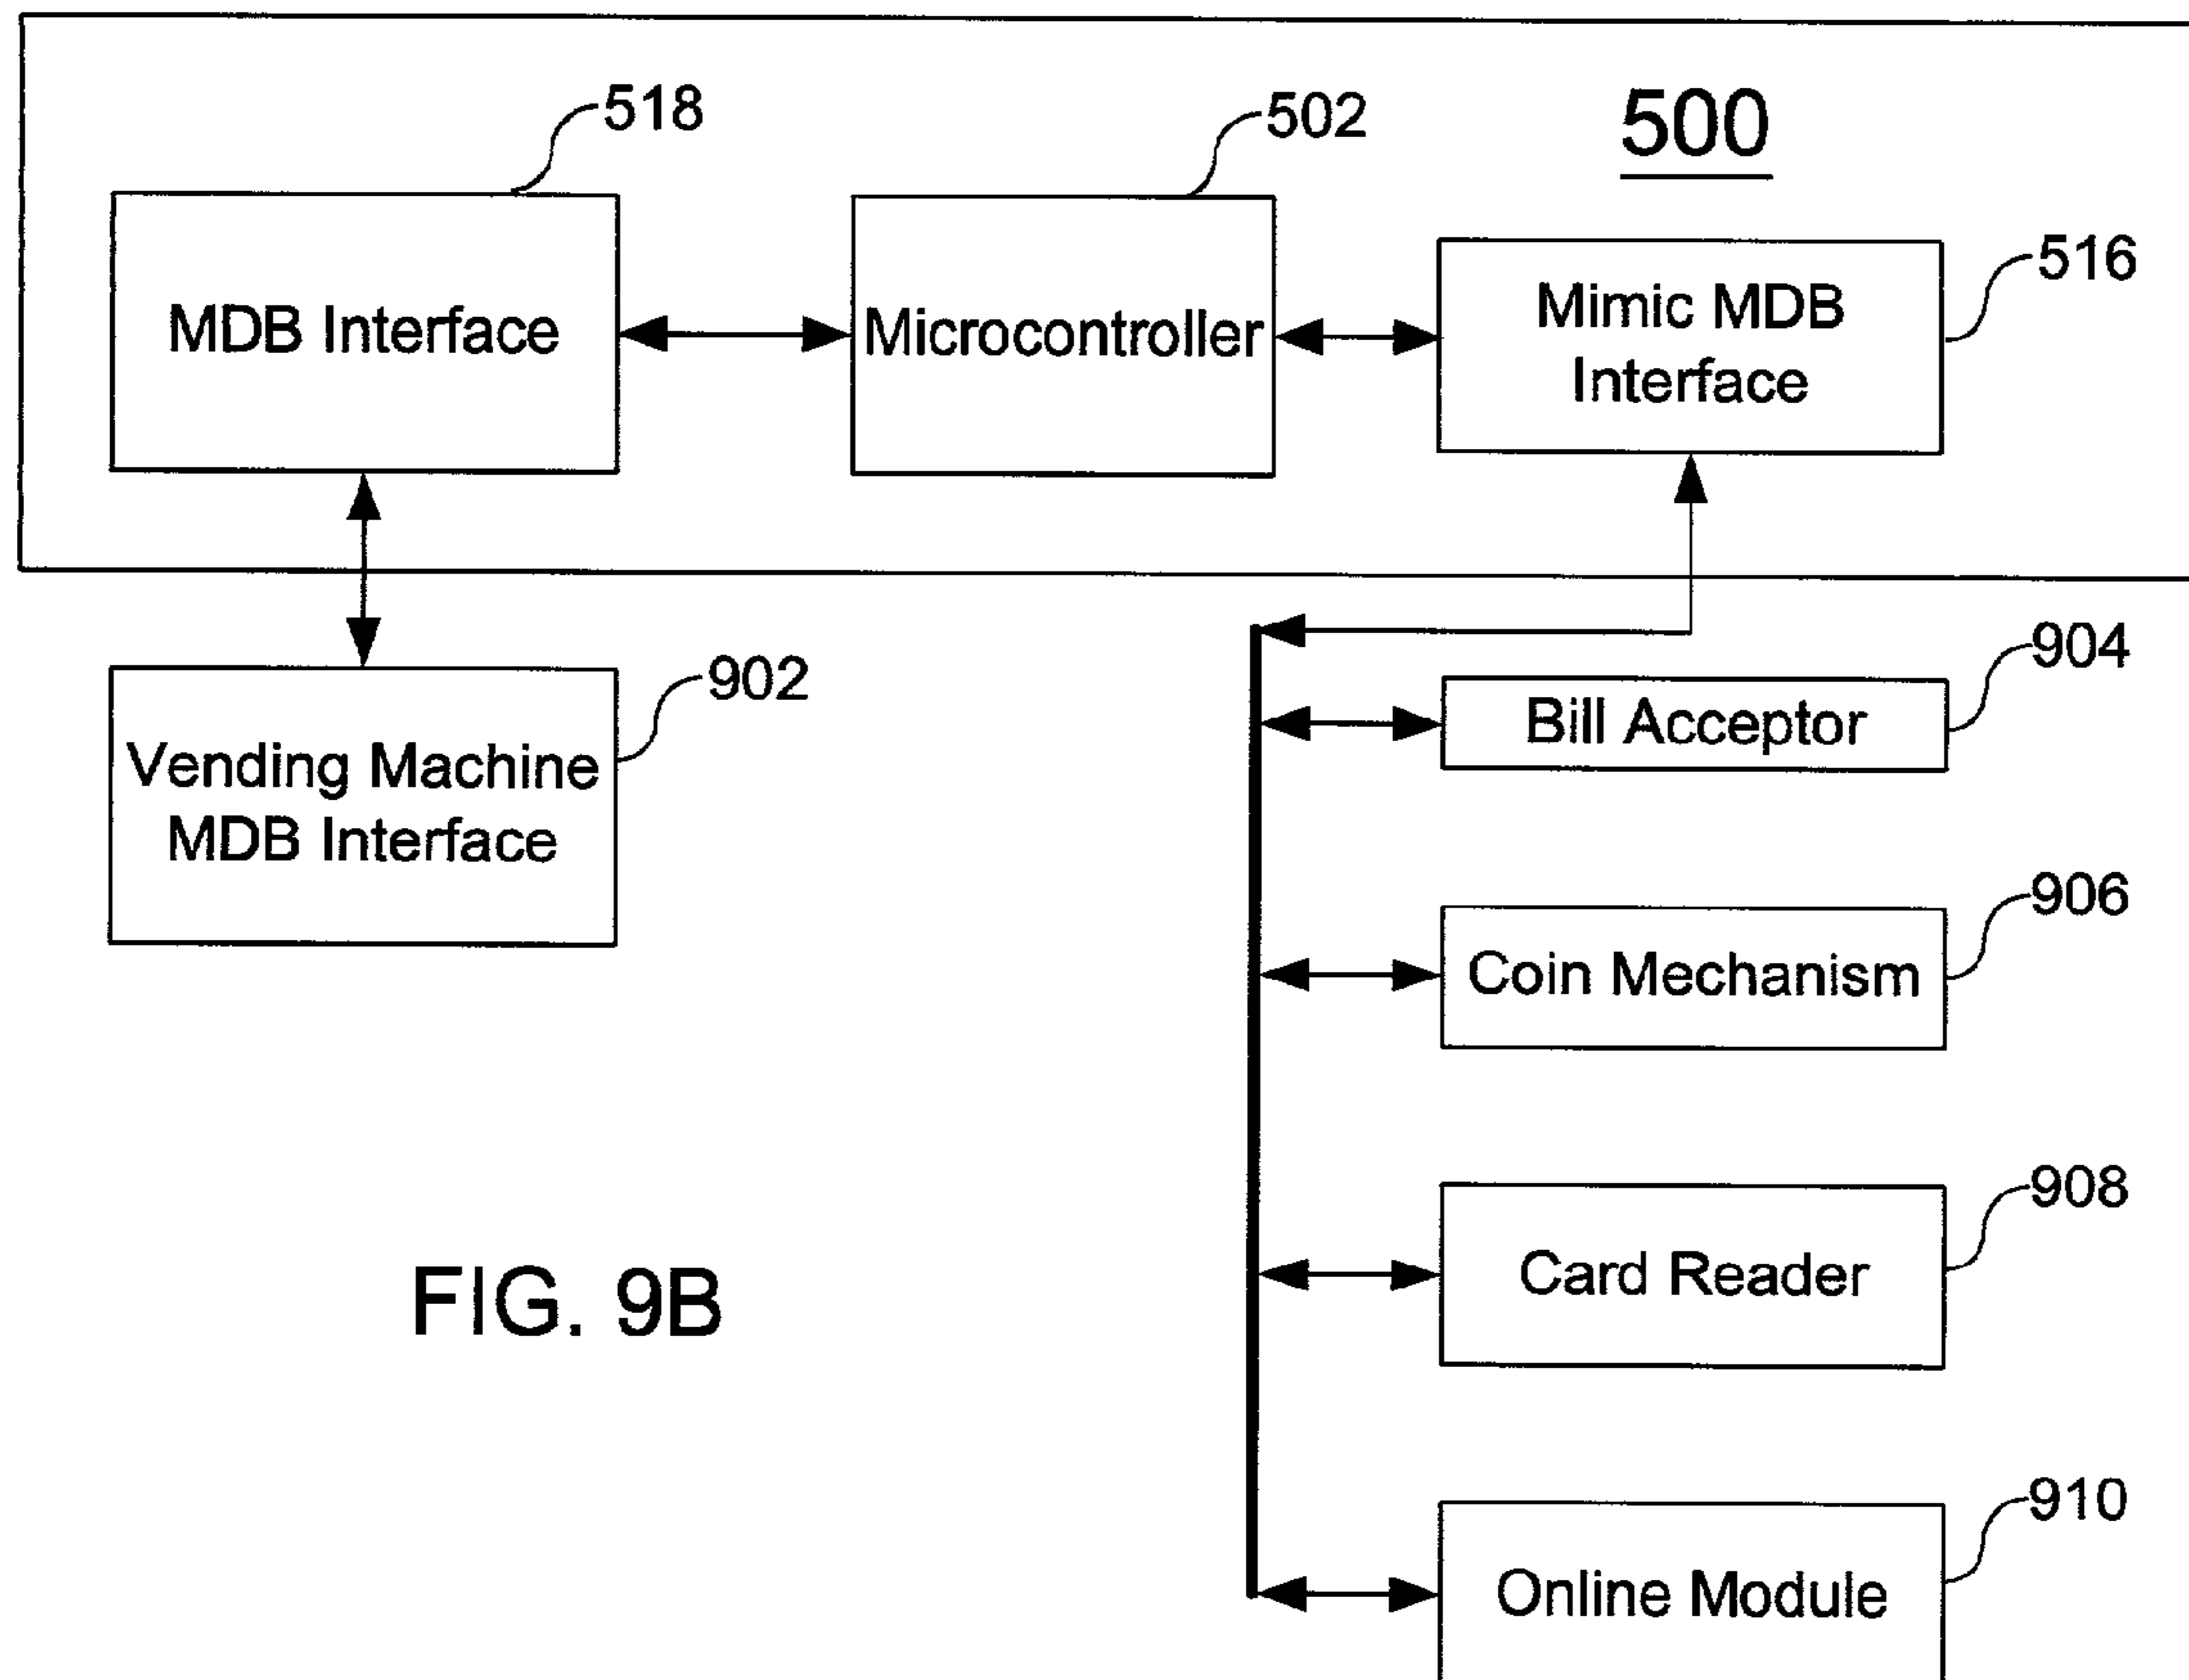 518
502
500
MDB Interface
Microcontroller
Mimic MDB
Interface
516
902
Vending Machine
MDB Interface
904
Bill Acceptor
906
Coin Mechanism
908
Card Reader
FIG. 9B
910
Online Module